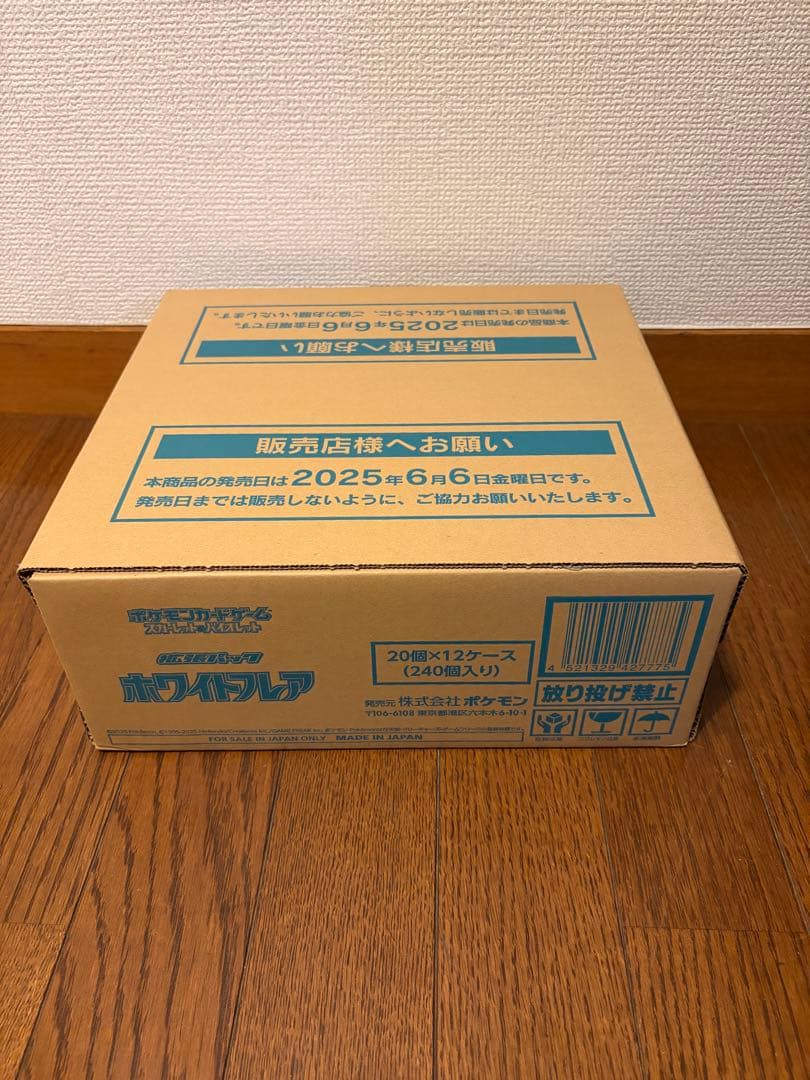 本商品の発売日は2025年6月6日金曜日です。
発売日までは販売しないように、ご協力お願いいたします。
販売店様へお願い
販売店様へお願い
本商品の発売日は2025年6月6日金曜日です。
発売日までは販売しないように、ご協力お願いいたします。
ポケモンカードゲーム
スカーレット&バイオレット
拡張パック
ホワイトフレア
20個×12ケース
(240個入り)
発売元 株式会社 ポケモン
〒106-6108 東京都港区六本木6-10-1
4 521329 427775
放り投げ禁止
FOR SALE IN JAPAN ONLY MADE IN JAPAN